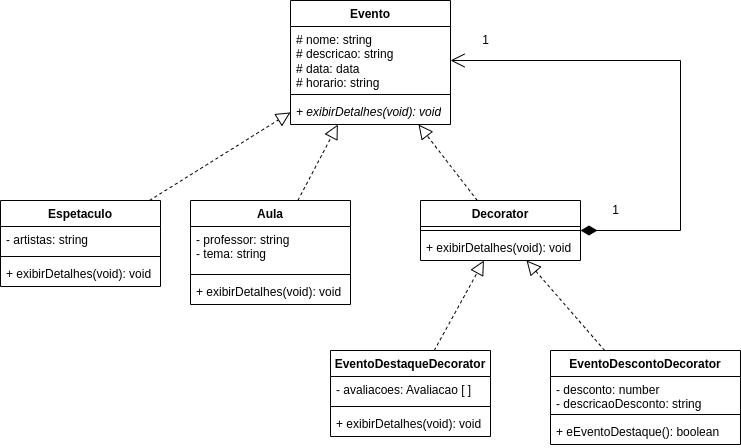 Evento
# nome: string
# descricao: string
# data: data
# horario: string
+ exibirDetalhes(void): void
1
Espetaculo
- artistas: string
+ exibirDetalhes(void): void
Aula
- professor: string
- tema: string
+ exibirDetalhes(void): void
Decorator
+ exibirDetalhes(void): void
1
EventoDestaqueDecorator
- avaliacoes: Avaliacao [ ]
+ exibirDetalhes(void): void
EventoDescontoDecorator
- desconto: number
- descricaoDesconto: string
+ eEventoDestaque(): boolean